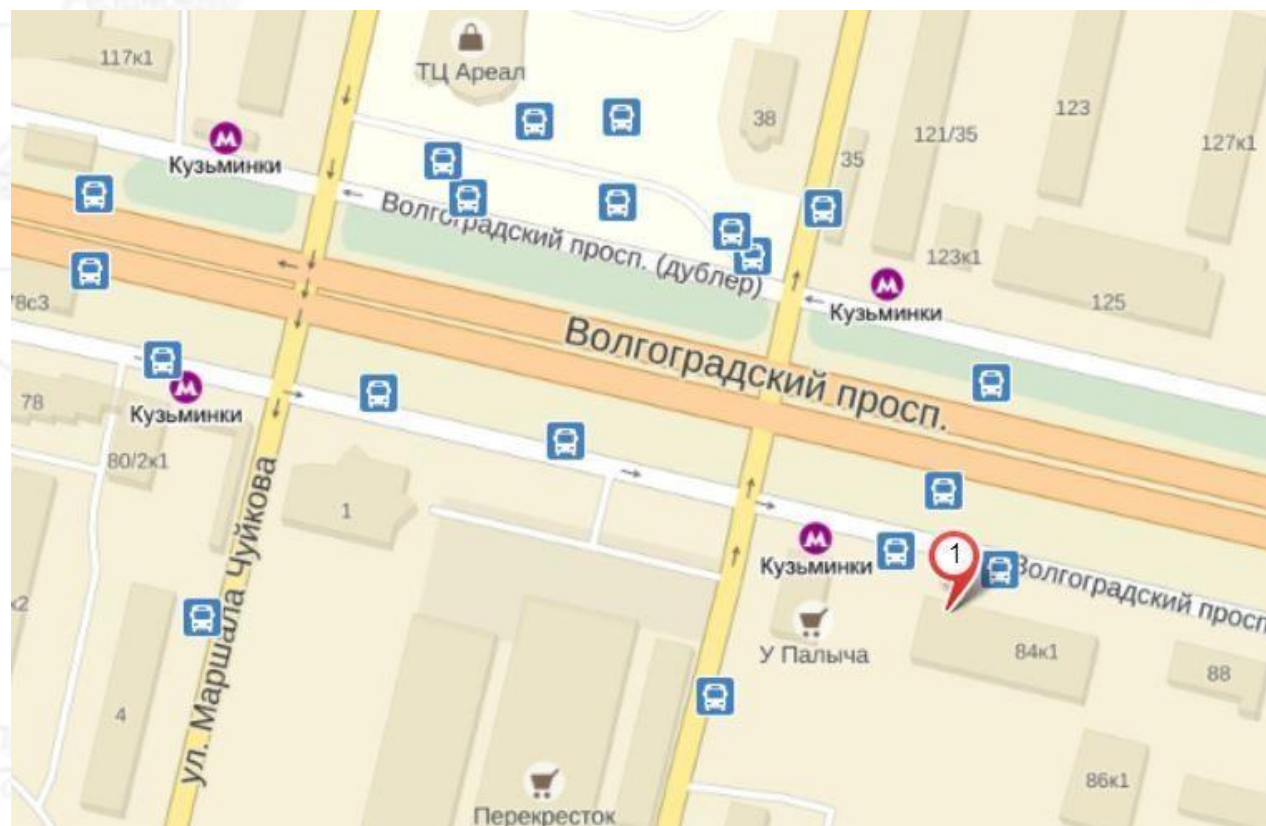 117к1
ТЦ Ареал
38
123
121/35
127к1
35
Кузьминки
Волгоградский просп. (дублер)
123к1
125
Кузьминки
78с3
Волгоградский просп.
78
Кузьминки
80/2к1
1
ул. Маршала Чуйкова
Кузьминки
1
Волгоградский просп
к2
У Палыча
84к1
88
4
86к1
Перекресток